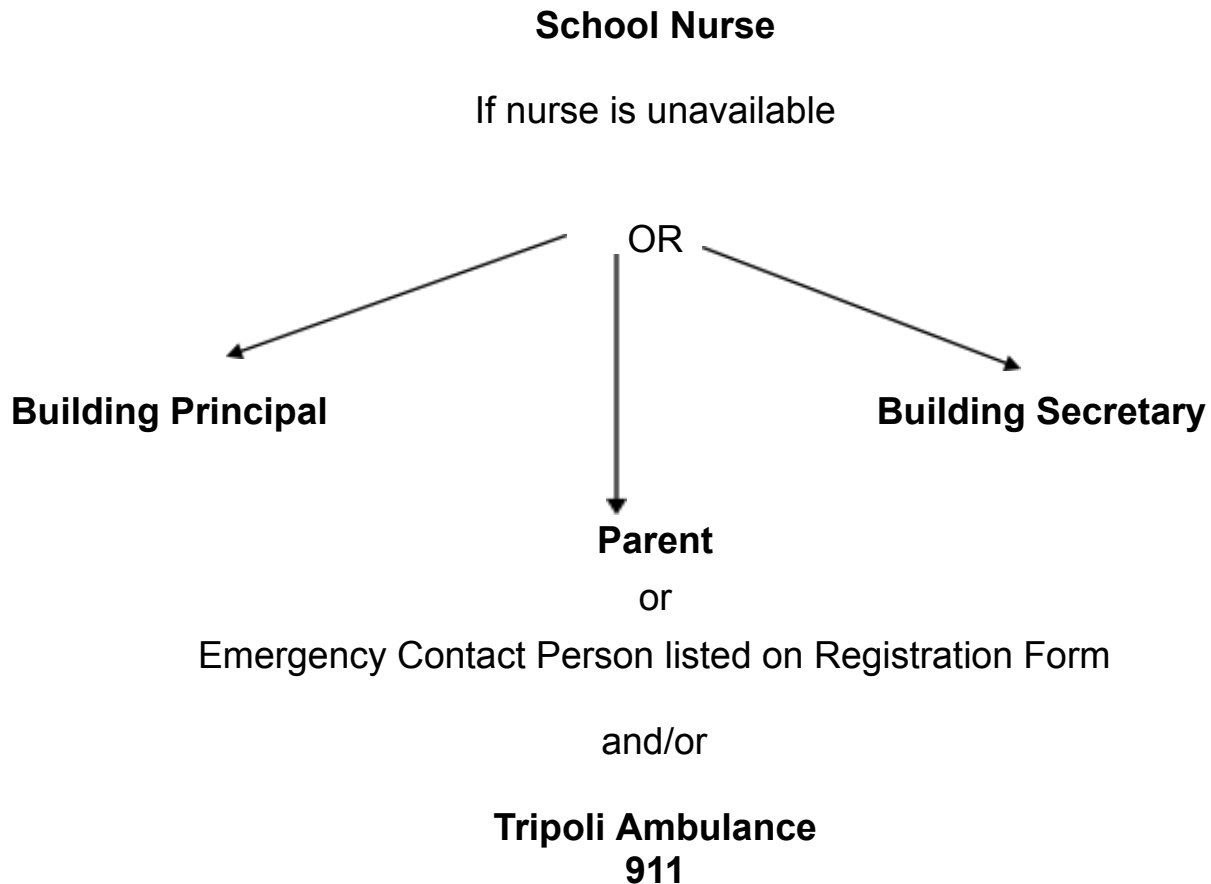 School Nurse
If nurse is unavailable
OR
Building Principal
Building Secretary
Parent
or
Emergency Contact Person listed on Registration Form
and/or
Tripoli Ambulance
911